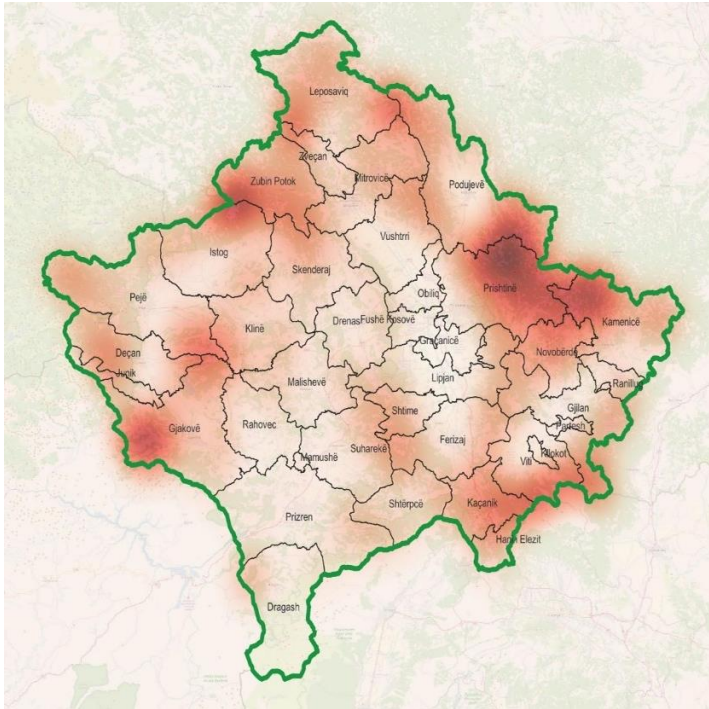 Leposaviq
Zveçan
Zubin Potok
Mitrovicë
Podujevë
Vushtrri
Istog
Skenderaj
Prishtinë
Pejë
Obiliq
Kamenicë
Drenas
Fushë Kosovë
Klinë
Graçanicë
Novobërdë
Deçan
Junik
Lipjan
Malishevë
Ranillug
Shtime
Gjilan
Gjakovë
Rahovec
Partesh
Ferizaj
Suharekë
Mamushë
Kllokot
Viti
Shtërpcë
Kaçanik
Prizren
Hani i Elezit
Dragash